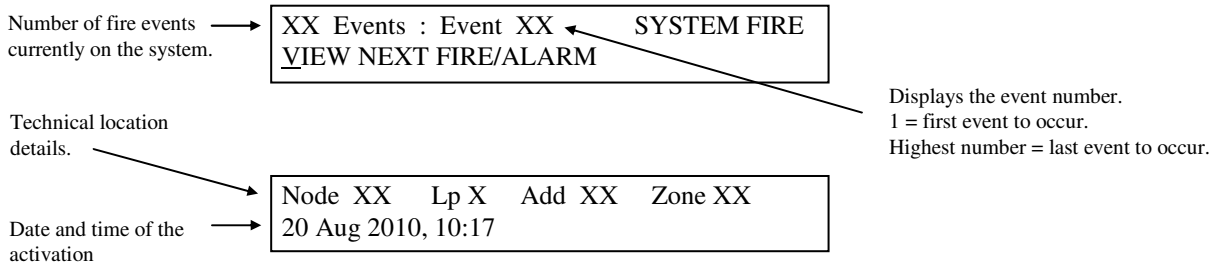 Number of fire events
currently on the system.
XX Events : Event XX SYSTEM FIRE
VIEW NEXT FIRE/ALARM
Displays the event number.
1 = first event to occur.
Highest number = last event to occur.
Technical location
details.
Node XX Lp X Add XX Zone XX
20 Aug 2010, 10:17
Date and time of the
activation